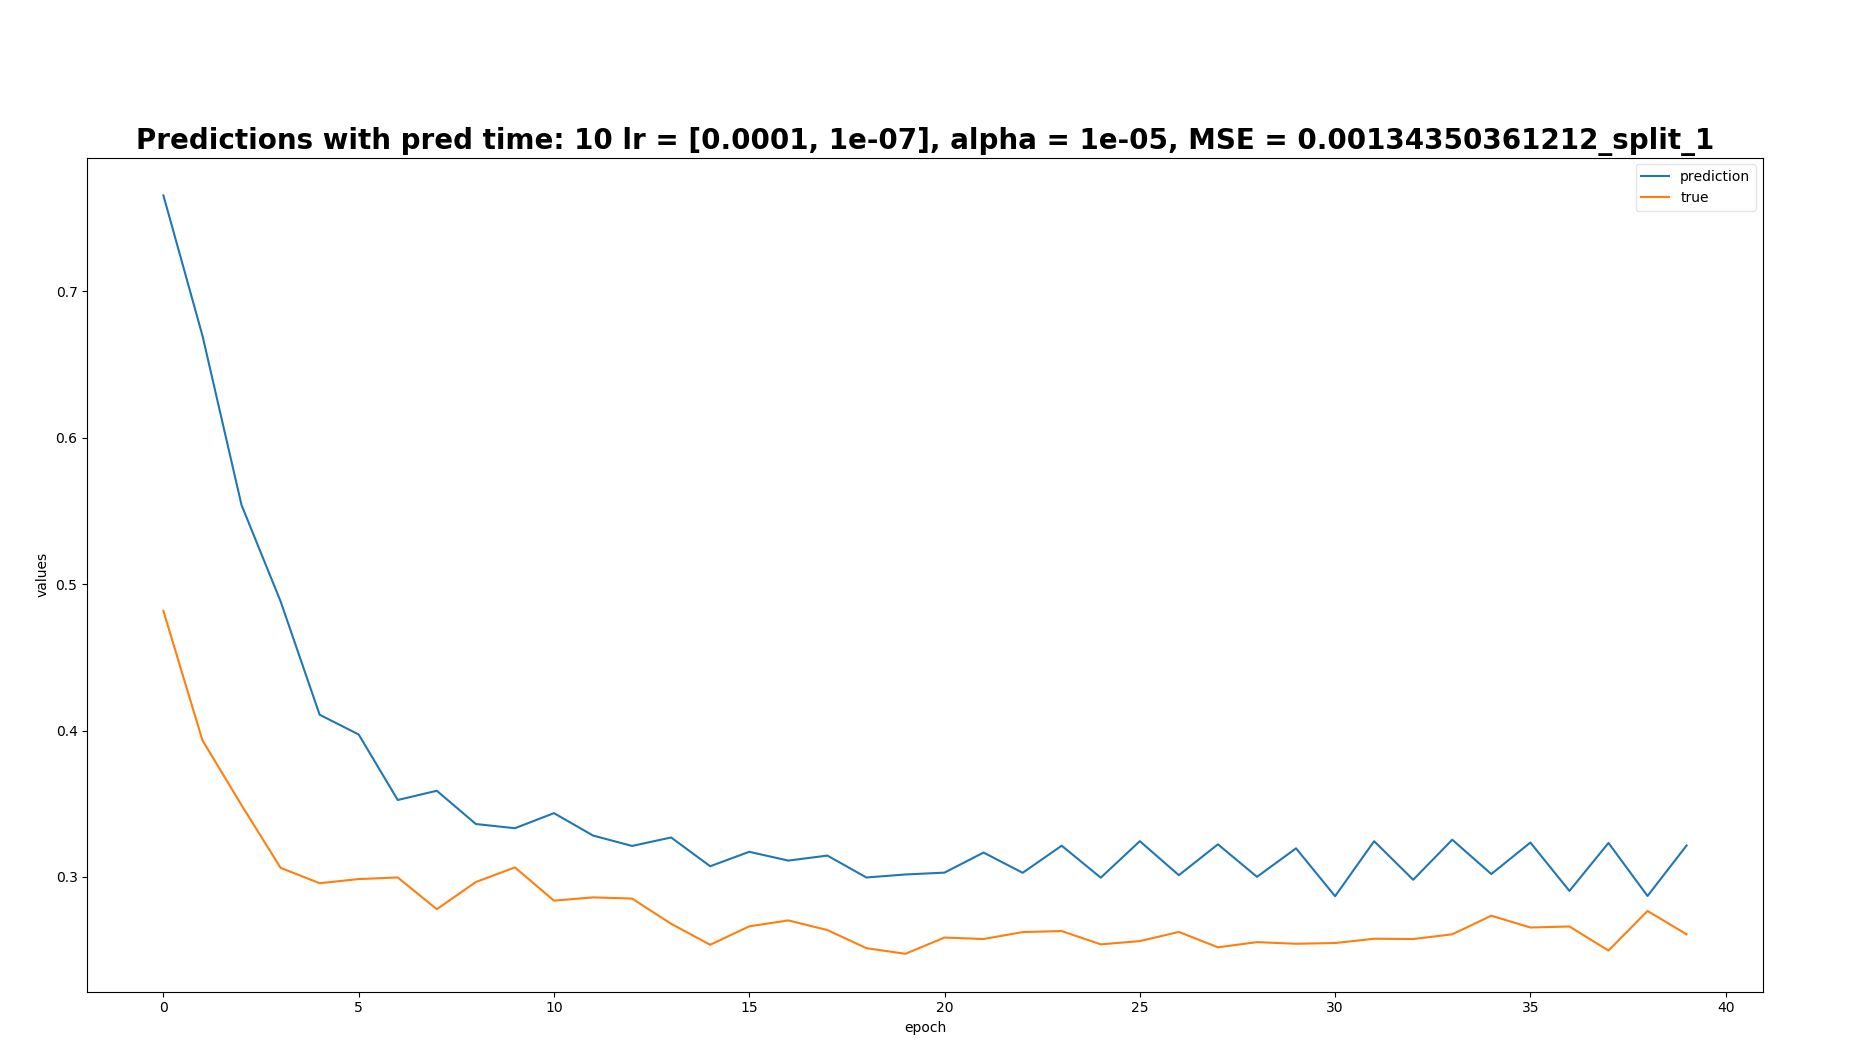 Predictions with pred time: 10 lr = [0.0001, 1e-07], alpha = 1e-05, MSE = 0.00134350361212_split_1
prediction
true
0.7
0.6
0.5
0.4
0.3
values
0 5 10 15 20 25 30 35 40
epoch